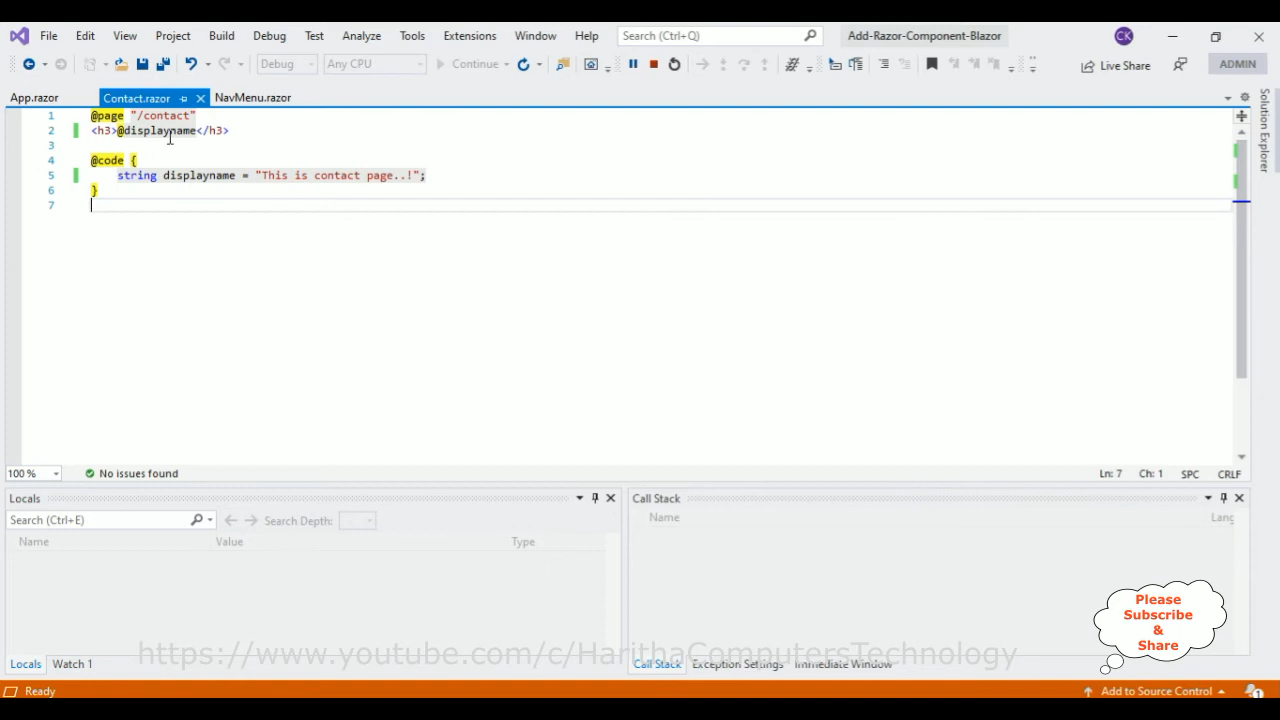 File Edit View Project Build Debug Test Analyze Tools Extensions Window Help Search (Ctrl+Q) Add-Razor-Component-Blazor CK
Debug Any CPU Continue Live Share ADMIN
App.razor Contact.razor NavMenu.razor
Solution Explorer
1 @page "/contact"
2 <h3>@displayname</h3>
3
4 @code {
5 string displayname = "This is contact page..!";
6 }
7
100 % No issues found Ln: 7 Ch: 1 SPC CRLF
Locals Call Stack
Search (Ctrl+E) Search Depth: Name Lang
Name Value Type
Please
Subscribe
&
Share
https://www.youtube.com/c/HarithaComputersTechnology
Locals Watch 1 Call Stack Exception Settings Immediate Window
Ready Add to Source Control 1